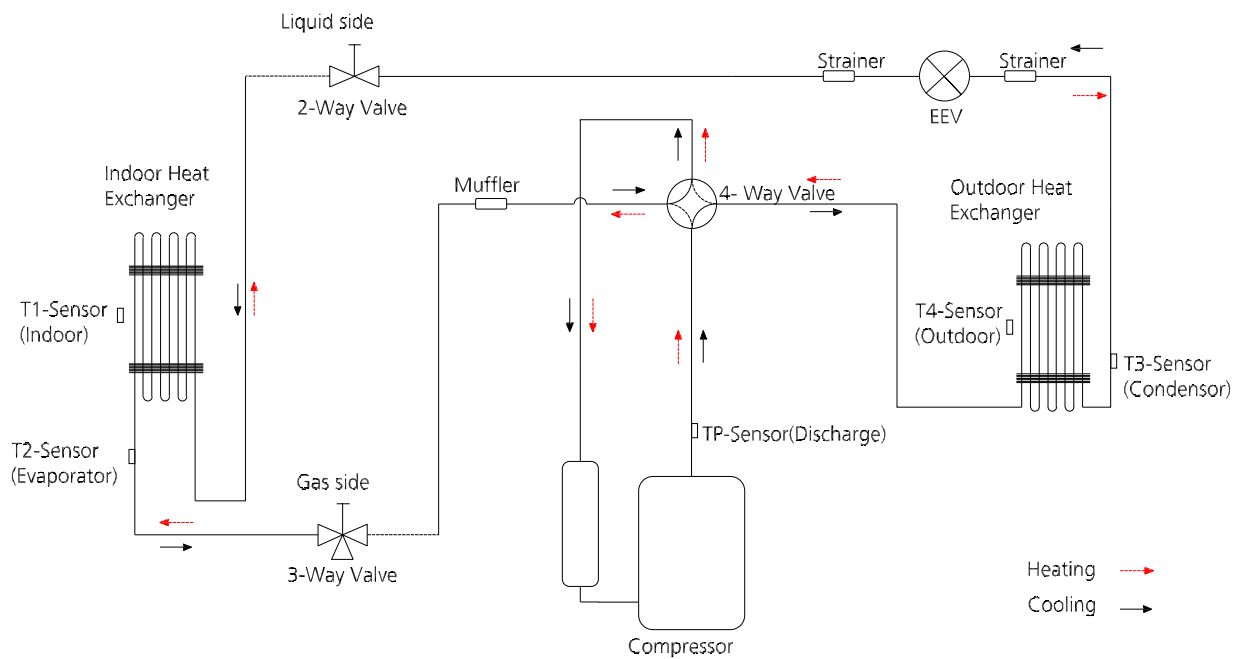 Liquid side
2-Way Valve
Strainer
EEV
Strainer
Indoor Heat
Exchanger
Muffler
4- Way Valve
Outdoor Heat
Exchanger
T1-Sensor
(Indoor)
T4-Sensor
(Outdoor)
T3-Sensor
(Condensor)
T2-Sensor
(Evaporator)
TP-Sensor(Discharge)
Gas side
3-Way Valve
Compressor
Heating
Cooling